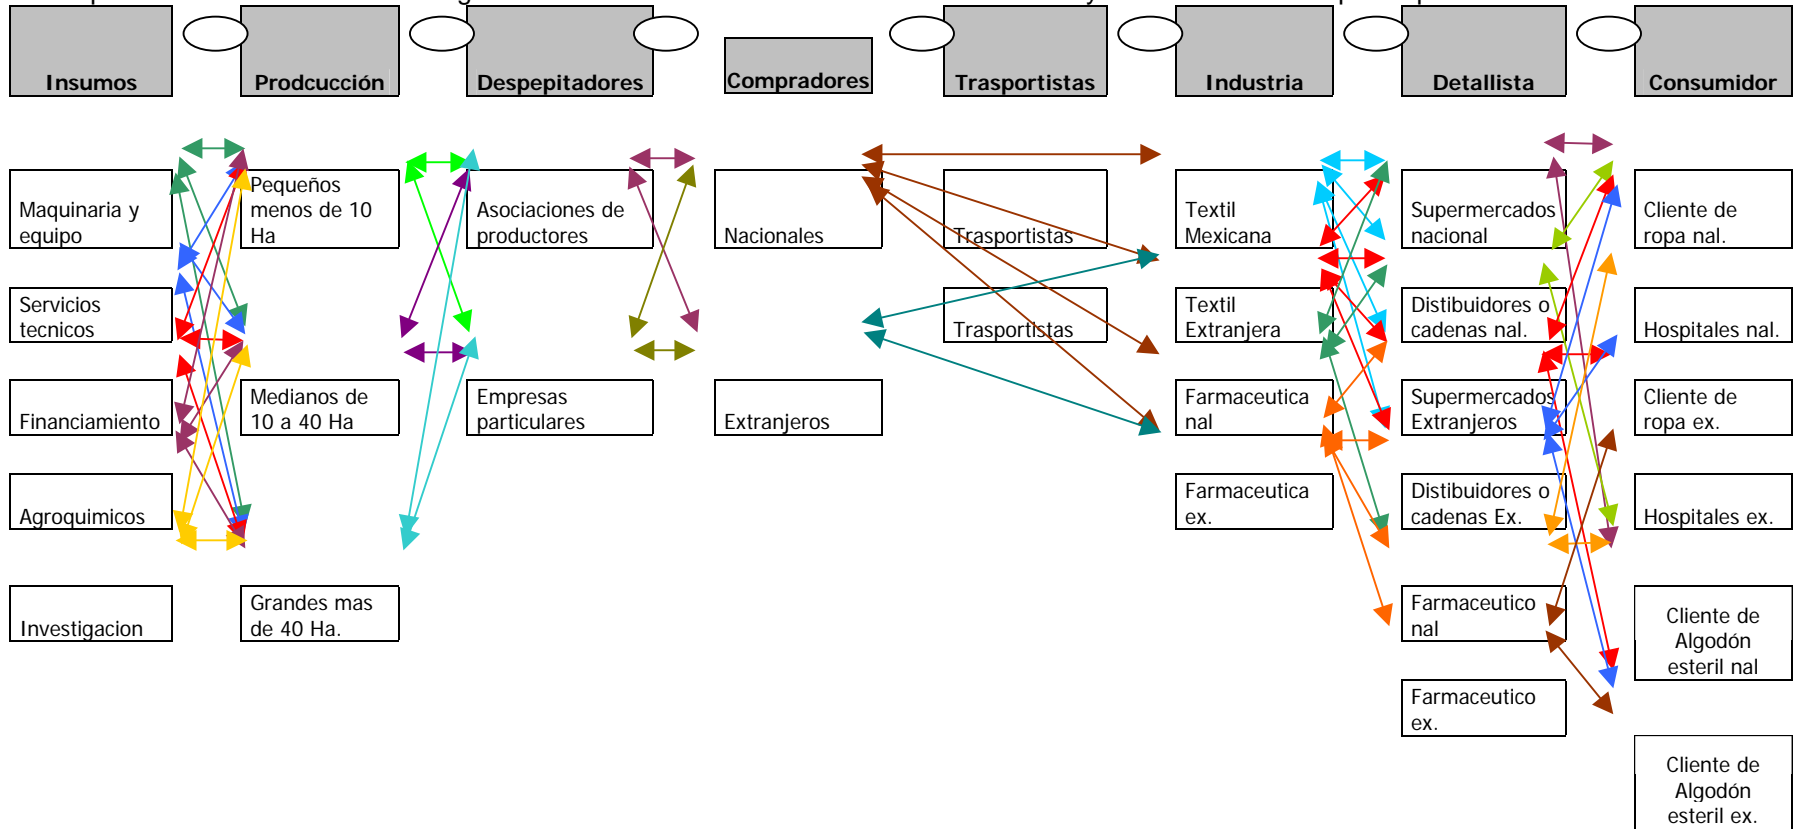 Insumos
Prodcucción
Despepitadores
Compradores
Trasportistas
Industria
Detallista
Consumidor
Maquinaria y
equipo
Servicios
tecnicos
Financiamiento
Agroquimicos
Investigacion
Pequeños
menos de 10
Ha
Medianos de
10 a 40 Ha
Grandes mas
de 40 Ha.
Asociaciones de
productores
Empresas
particulares
Nacionales
Extranjeros
Trasportistas
Trasportistas
Textil
Mexicana
Textil
Extranjera
Farmaceutica
nal
Farmaceutica
ex.
Supermercados
nacional
Distibuidores o
cadenas nal.
Supermercados
Extranjeros
Distibuidores o
cadenas Ex.
Farmaceutico
nal
Farmaceutico
ex.
Cliente de
ropa nal.
Hospitales nal.
Cliente de
ropa ex.
Hospitales ex.
Cliente de
Algodón
esteril nal
Cliente de
Algodón
esteril ex.